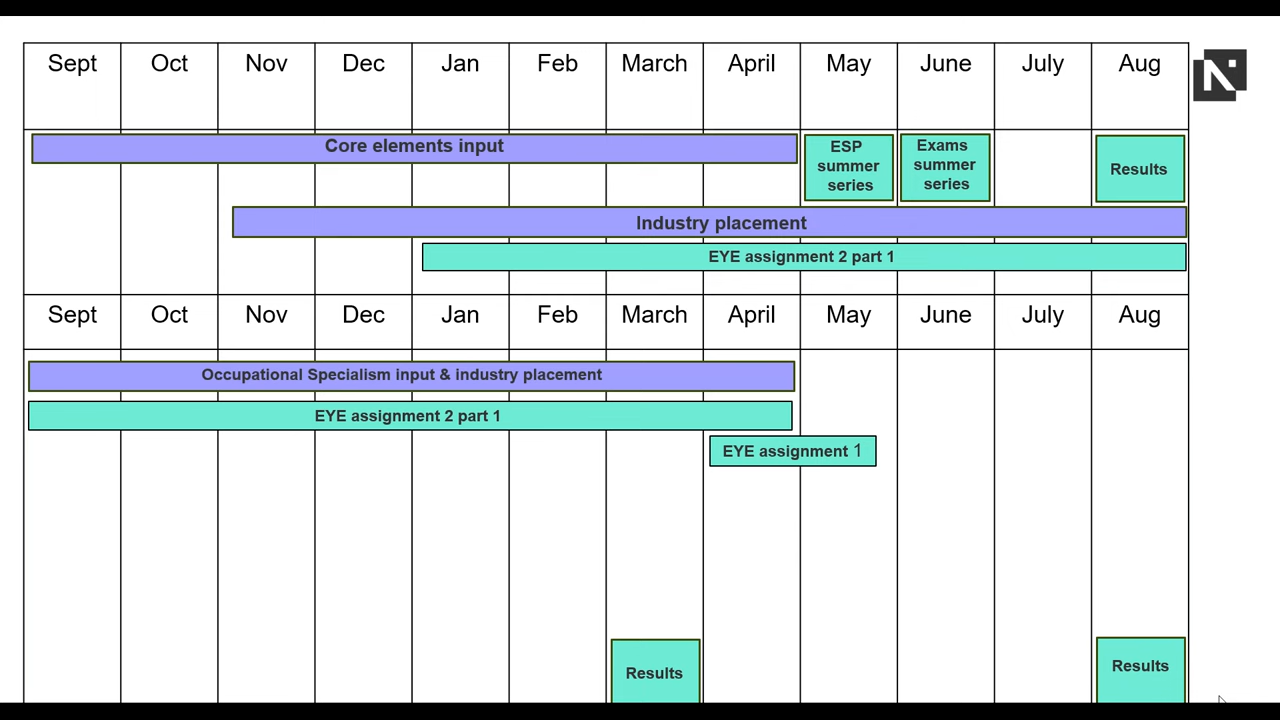 Sept Oct Nov Dec Jan Feb March April May June July Aug
Core elements input
ESP
summer
series
Exams
summer
series
Results
Industry placement
EYE assignment 2 part 1
Sept Oct Nov Dec Jan Feb March April May June July Aug
Occupational Specialism input & industry placement
EYE assignment 2 part 1
EYE assignment 1
Results
Results